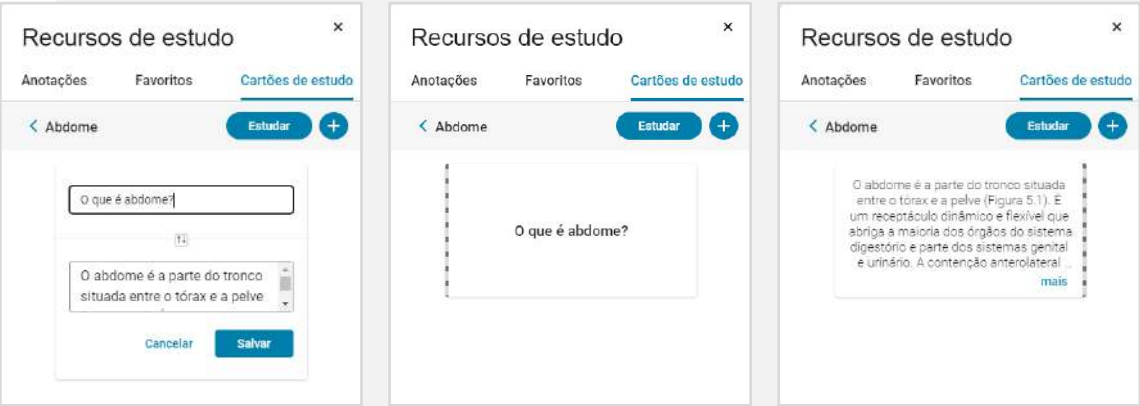 Recursos de estudo ×
Anotações Favoritos Cartões de estudo
< Abdome Estudar +
O que é abdome?
O abdome é a parte do tronco
situada entre o tórax e a pelve
Cancelar Salvar
Recursos de estudo ×
Anotações Favoritos Cartões de estudo
< Abdome Estudar +
O que é abdome?
Recursos de estudo ×
Anotações Favoritos Cartões de estudo
< Abdome Estudar +
O abdome é a parte do tronco situada
entre o tórax e a pelve (Figura 5.1). É
um receptáculo dinâmico e flexível que
abriga a maioria dos órgãos do sistema
digestório e parte dos sistemas genital
e urinário. A contenção anterolateral ...
mais